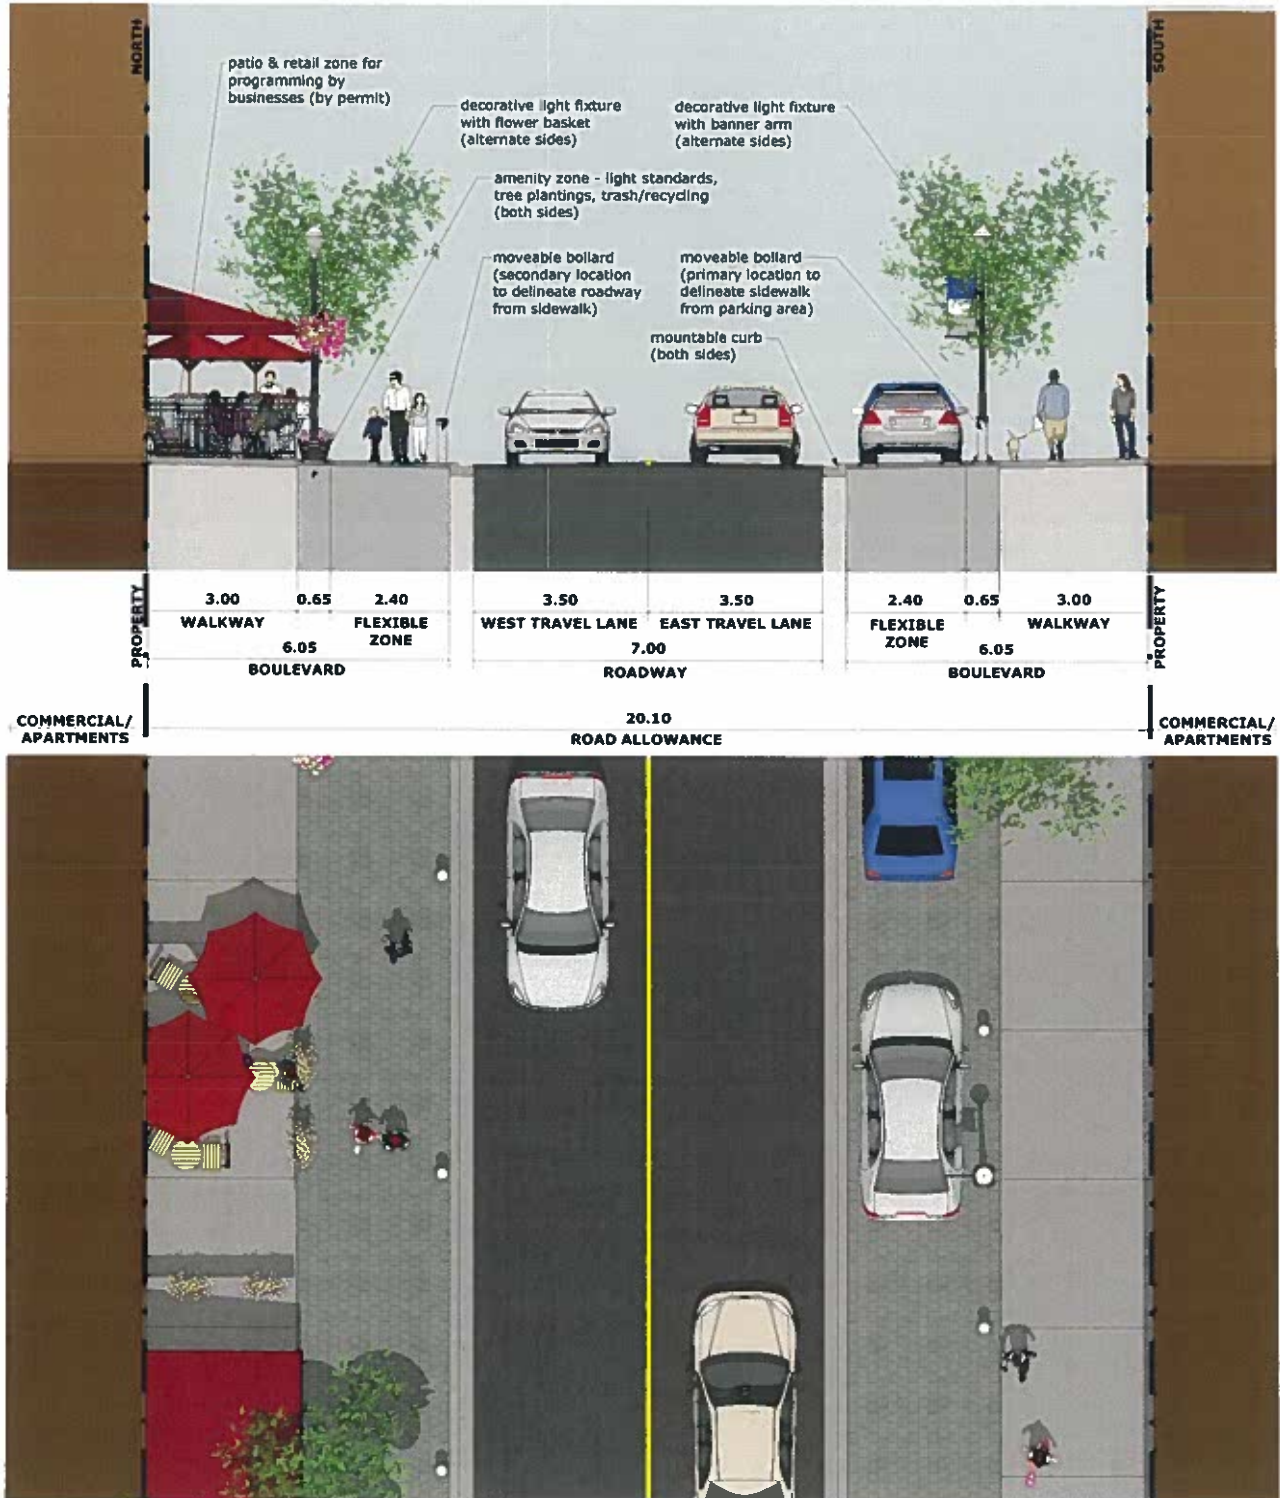 NORTH
SOUTH
patio & retail zone for
programming by
businesses (by permit)
decorative light fixture
with flower basket
(alternate sides)
decorative light fixture
with banner arm
(alternate sides)
amenity zone - light standards,
tree plantings, trash/recycling
(both sides)
moveable bollard
(secondary location
to delineate roadway
from sidewalk)
moveable bollard
(primary location to
delineate sidewalk
from parking area)
mountable curb
(both sides)
PROPERTY
3.00
WALKWAY
0.65
2.40
FLEXIBLE
ZONE
3.50
WEST TRAVEL LANE
3.50
EAST TRAVEL LANE
2.40
FLEXIBLE
ZONE
0.65
3.00
WALKWAY
PROPERTY
6.05
BOULEVARD
7.00
ROADWAY
6.05
BOULEVARD
COMMERCIAL/
APARTMENTS
20.10
ROAD ALLOWANCE
COMMERCIAL/
APARTMENTS